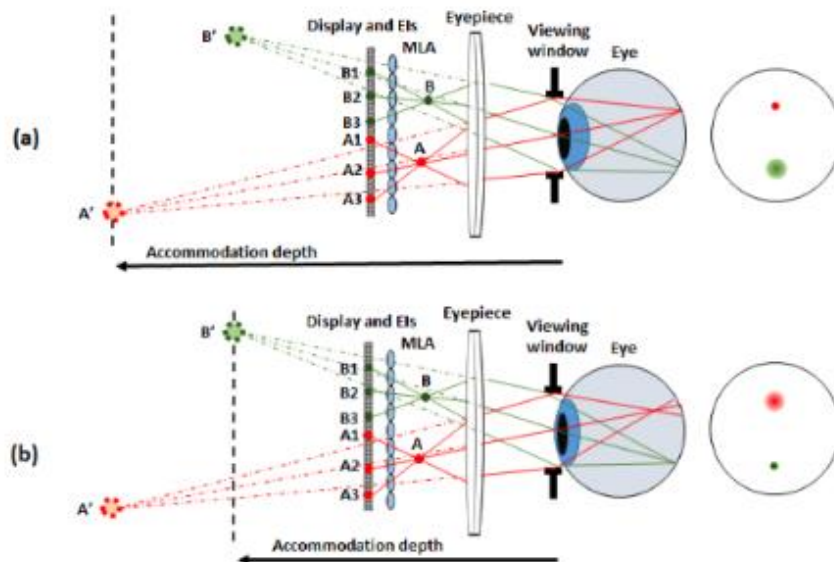 Display and EIs
Eyepiece
MLA
Viewing
window
Eye
B'
B1
B2
B
B3
A1
A
A2
A3
A'
(a)
Accommodation depth
Display and EIs
Eyepiece
MLA
Viewing
window
Eye
B'
B1
B2
B
B3
A1
A
A2
A3
A'
(b)
Accommodation depth